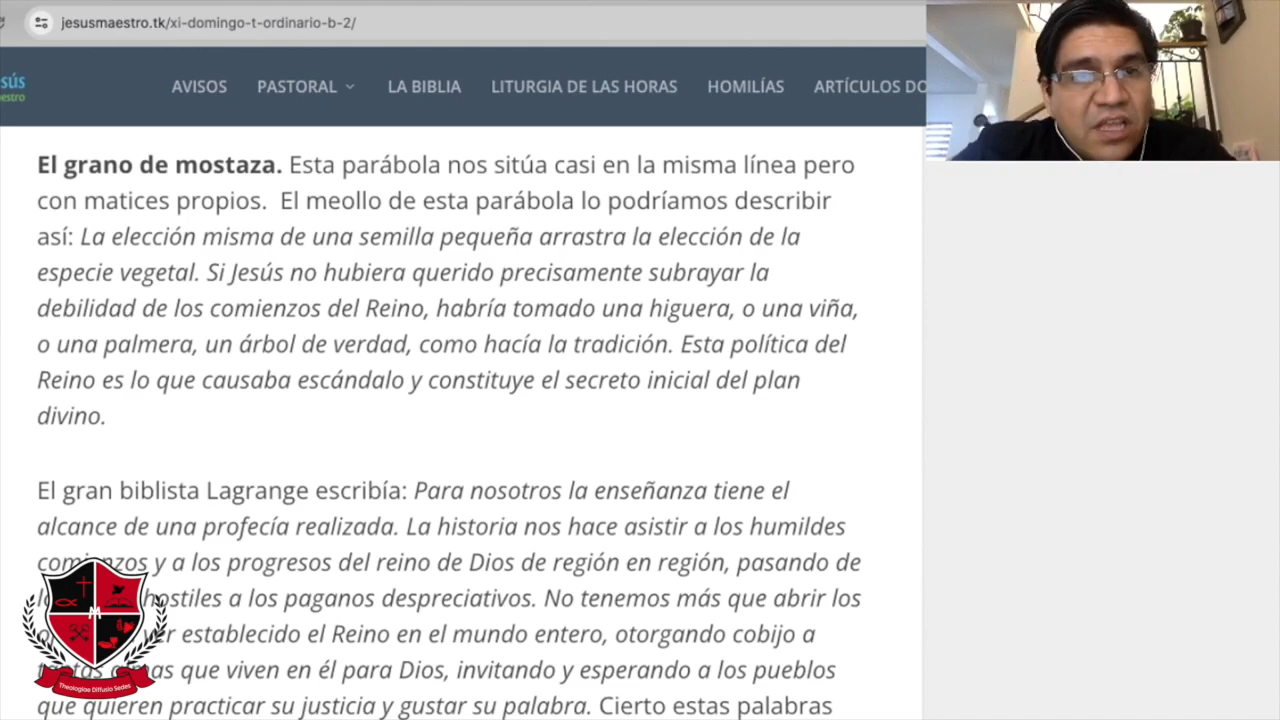 jesusmaestro.tk/xi-domingo-t-ordinario-b-2/
AVISOS PASTORAL LA BIBLIA LITURGIA DE LAS HORAS HOMILÍAS ARTÍCULOS
El grano de mostaza. Esta parábola nos sitúa casi en la misma línea pero
con matices propios. El meollo de esta parábola lo podríamos describir
así: La elección misma de una semilla pequeña arrastra la elección de la
especie vegetal. Si Jesús no hubiera querido precisamente subrayar la
debilidad de los comienzos del Reino, habría tomado una higuera, o una viña,
o una palmera, un árbol de verdad, como hacía la tradición. Esta política del
Reino es lo que causaba escándalo y constituye el secreto inicial del plan
divino.
El gran biblista Lagrange escribía: Para nosotros la enseñanza tiene el
alcance de una profecía realizada. La historia nos hace asistir a los humildes
comienzos y a los progresos del reino de Dios de región en región, pasando de
hostiles a los paganos despreciativos. No tenemos más que abrir los
establecido el Reino en el mundo entero, otorgando cobijo a
que viven en él para Dios, invitando y esperando a los pueblos
que quieren practicar su justicia y gustar su palabra. Cierto estas palabras
M
Theologiae Diffusio Sedes